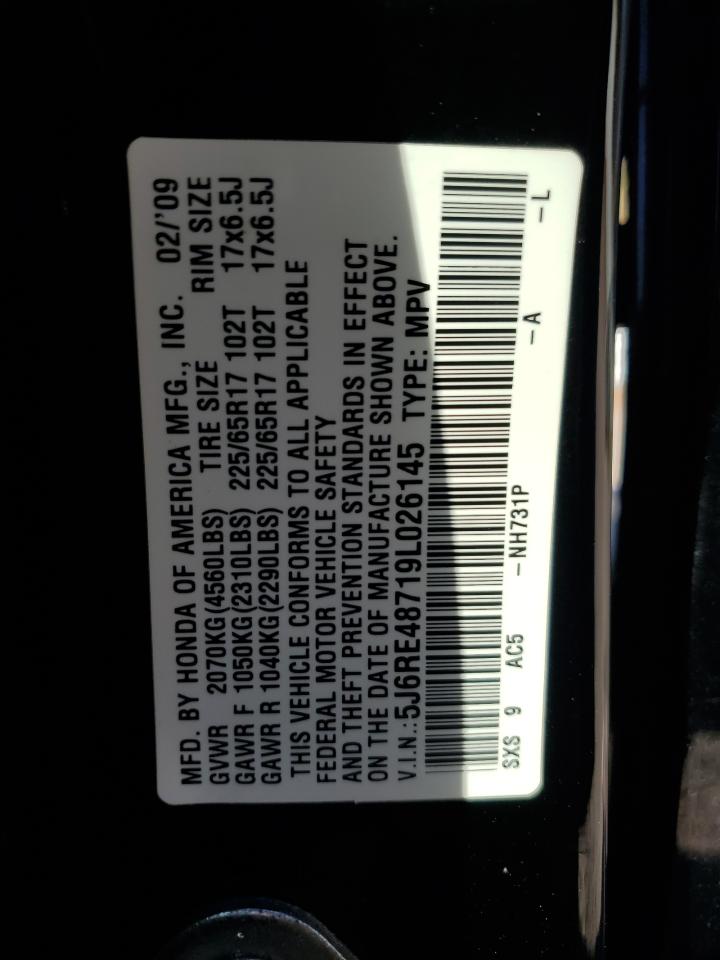 MFD. BY HONDA OF AMERICA MFG., INC. 02/'09
GVWR 2070KG(4560LBS) TIRE SIZE RIM SIZE
GAWR F 1050KG(2310LBS) 225/65R17 102T 17x6.5J
GAWR R 1040KG(2290LBS) 225/65R17 102T 17x6.5J
THIS VEHICLE CONFORMS TO ALL APPLICABLE
FEDERAL MOTOR VEHICLE SAFETY
AND THEFT PREVENTION STANDARDS IN EFFECT
ON THE DATE OF MANUFACTURE SHOWN ABOVE.
V.I.N.:5J6RE48719L026145 TYPE: MPV
SXS 9 AC5 -NH731P -A -L